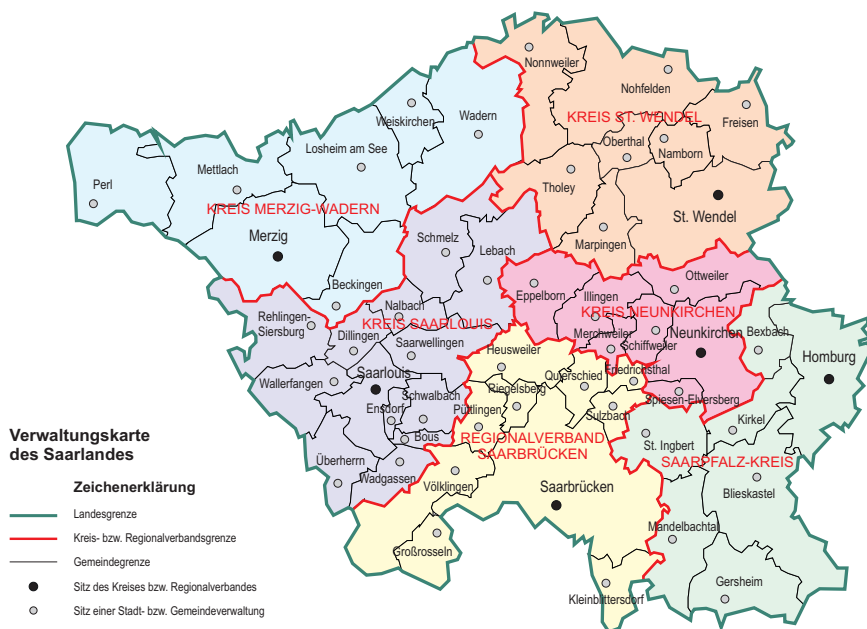 Nonnweiler
Nohfelden
Weiskirchen
Wadern
KREIS ST. WENDEL
Freisen
Losheim am See
Oberthal
Namborn
Mettlach
Perl
Tholey
KREIS MERZIG-WADERN
St. Wendel
Merzig
Schmelz
Lebach
Marpingen
Beckingen
Eppelborn
Illingen
Ottweiler
Rehlingen-
Siersburg
Nalbach
KREIS SAARLOUIS
KREIS NEUNKIRCHEN
Dillingen
Saarwellingen
Merchweiler
Schiffweiler
Neunkirchen
Bexbach
Heusweiler
Homburg
Saarlouis
Quierschied
Friedrichsthal
Wallerfangen
Schwalbach
Riegelsberg
Spiesen-Elversberg
Ensdorf
Püttlingen
Sulzbach
Kirkel
Bous
REGIONALVERBAND
SAARBRÜCKEN
St. Ingbert
SAARPFALZ-KREIS
Überherrn
Wadgassen
Völklingen
Saarbrücken
Blieskastel
Mandelbachtal
Großrosseln
Gersheim
Kleinblittersdorf
Verwaltungskarte
des Saarlandes
Zeichenerklärung
Landesgrenze
Kreis- bzw. Regionalverbandsgrenze
Gemeindegrenze
Sitz des Kreises bzw. Regionalverbandes
Sitz einer Stadt- bzw. Gemeindeverwaltung